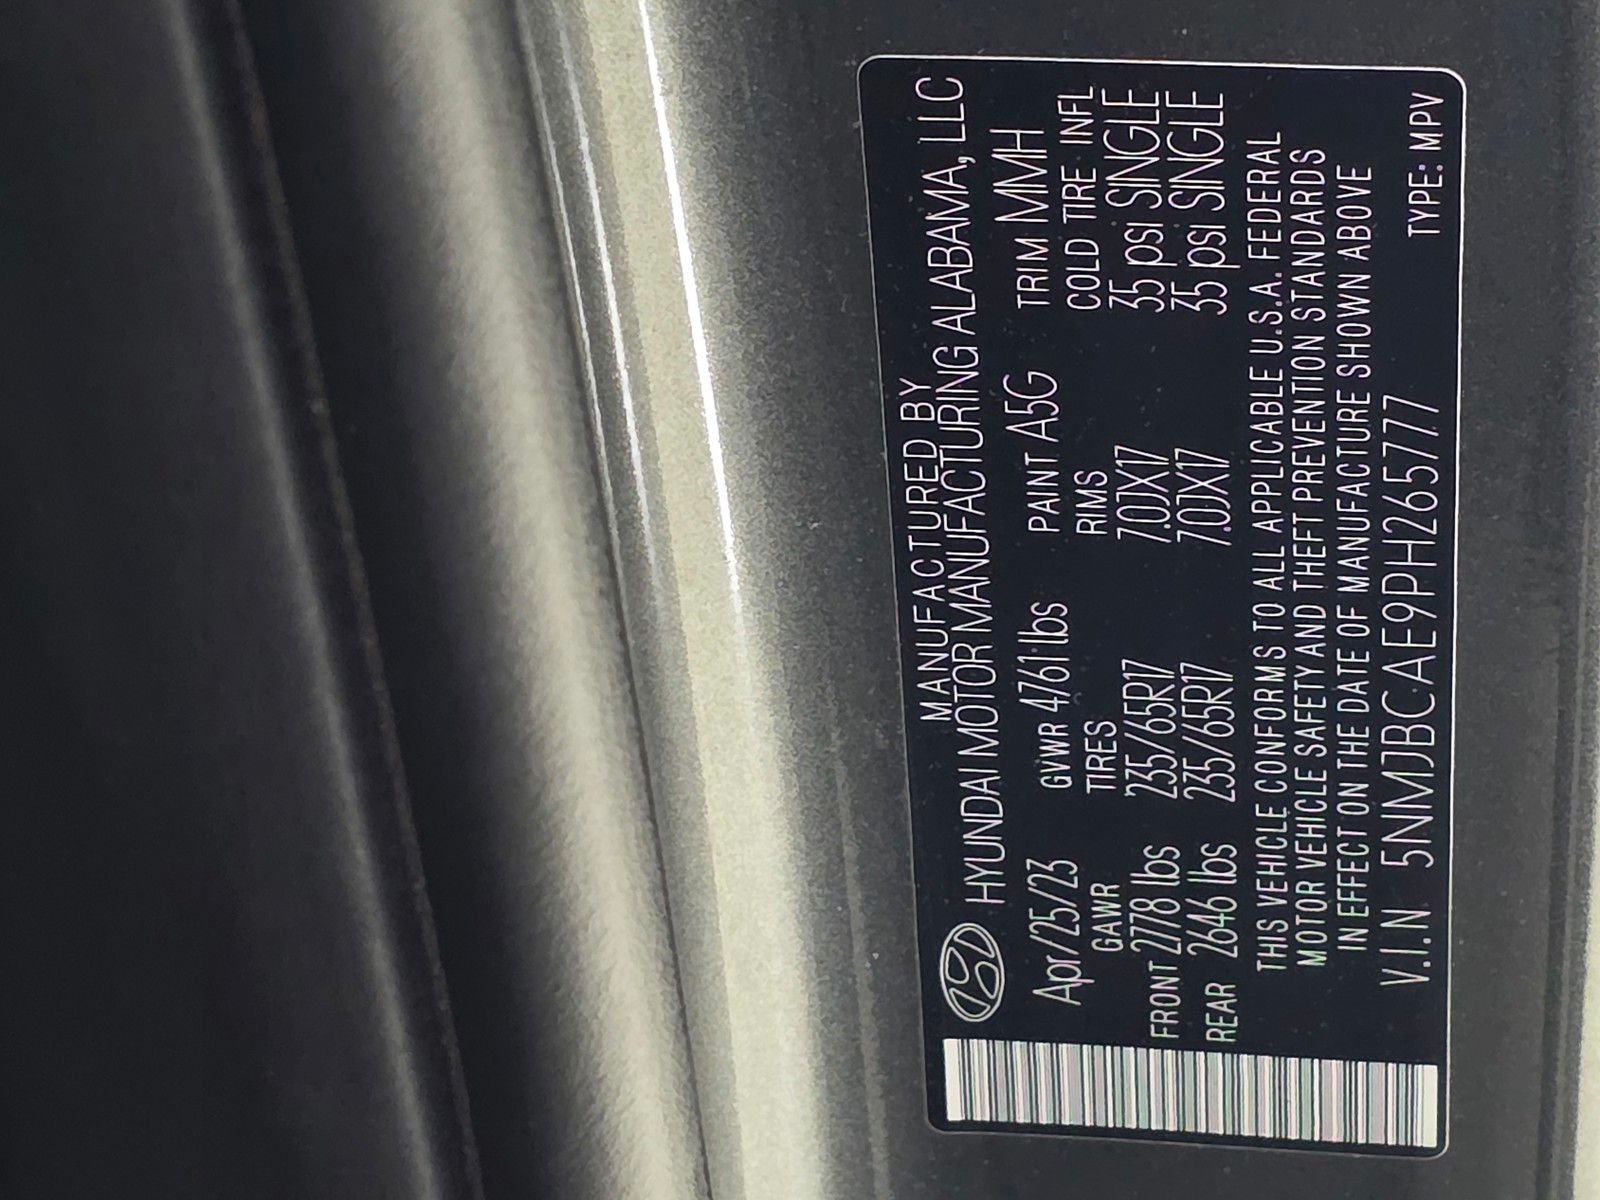 MANUFACTURED BY
HYUNDAI MOTOR MANUFACTURING ALABAMA, LLC
Apr/25/23 GVWR 4761 lbs PAINT A5G TRIM MMH
GAWR TIRES RIMS COLD TIRE INFL
FRONT 2778 lbs 235/65R17 7.0JX17 35 psi SINGLE
REAR 2646 lbs 235/65R17 7.0JX17 35 psi SINGLE
THIS VEHICLE CONFORMS TO ALL APPLICABLE U.S.A. FEDERAL
MOTOR VEHICLE SAFETY AND THEFT PREVENTION STANDARDS
IN EFFECT ON THE DATE OF MANUFACTURE SHOWN ABOVE
V.I.N 5NMJBCAE9PH265777 TYPE: MPV